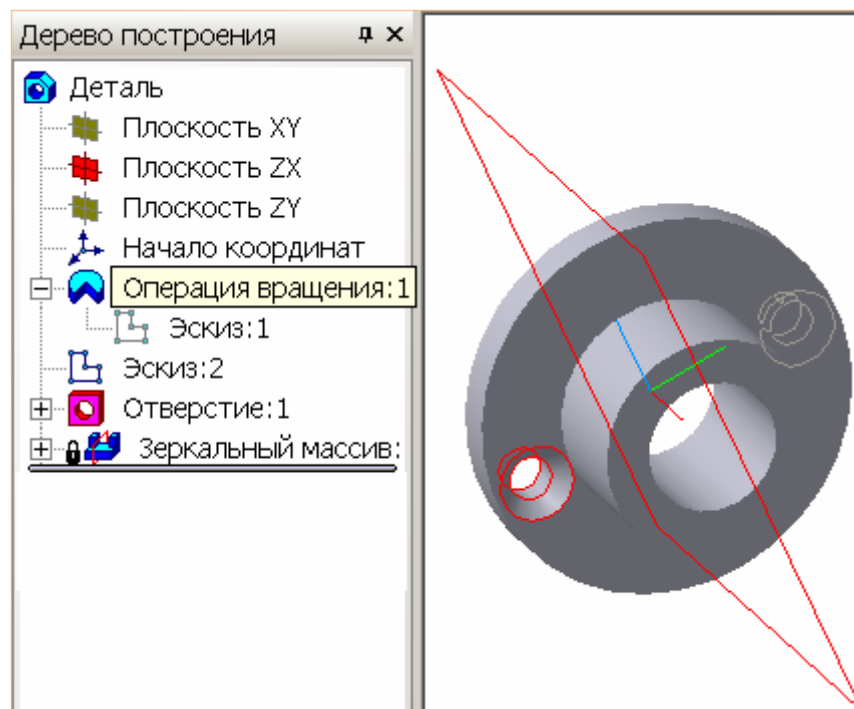 Дерево построения
Деталь
Плоскость XY
Плоскость ZX
Плоскость ZY
Начало координат
Операция вращения:1
Эскиз:1
Эскиз:2
Отверстие:1
Зеркальный массив: